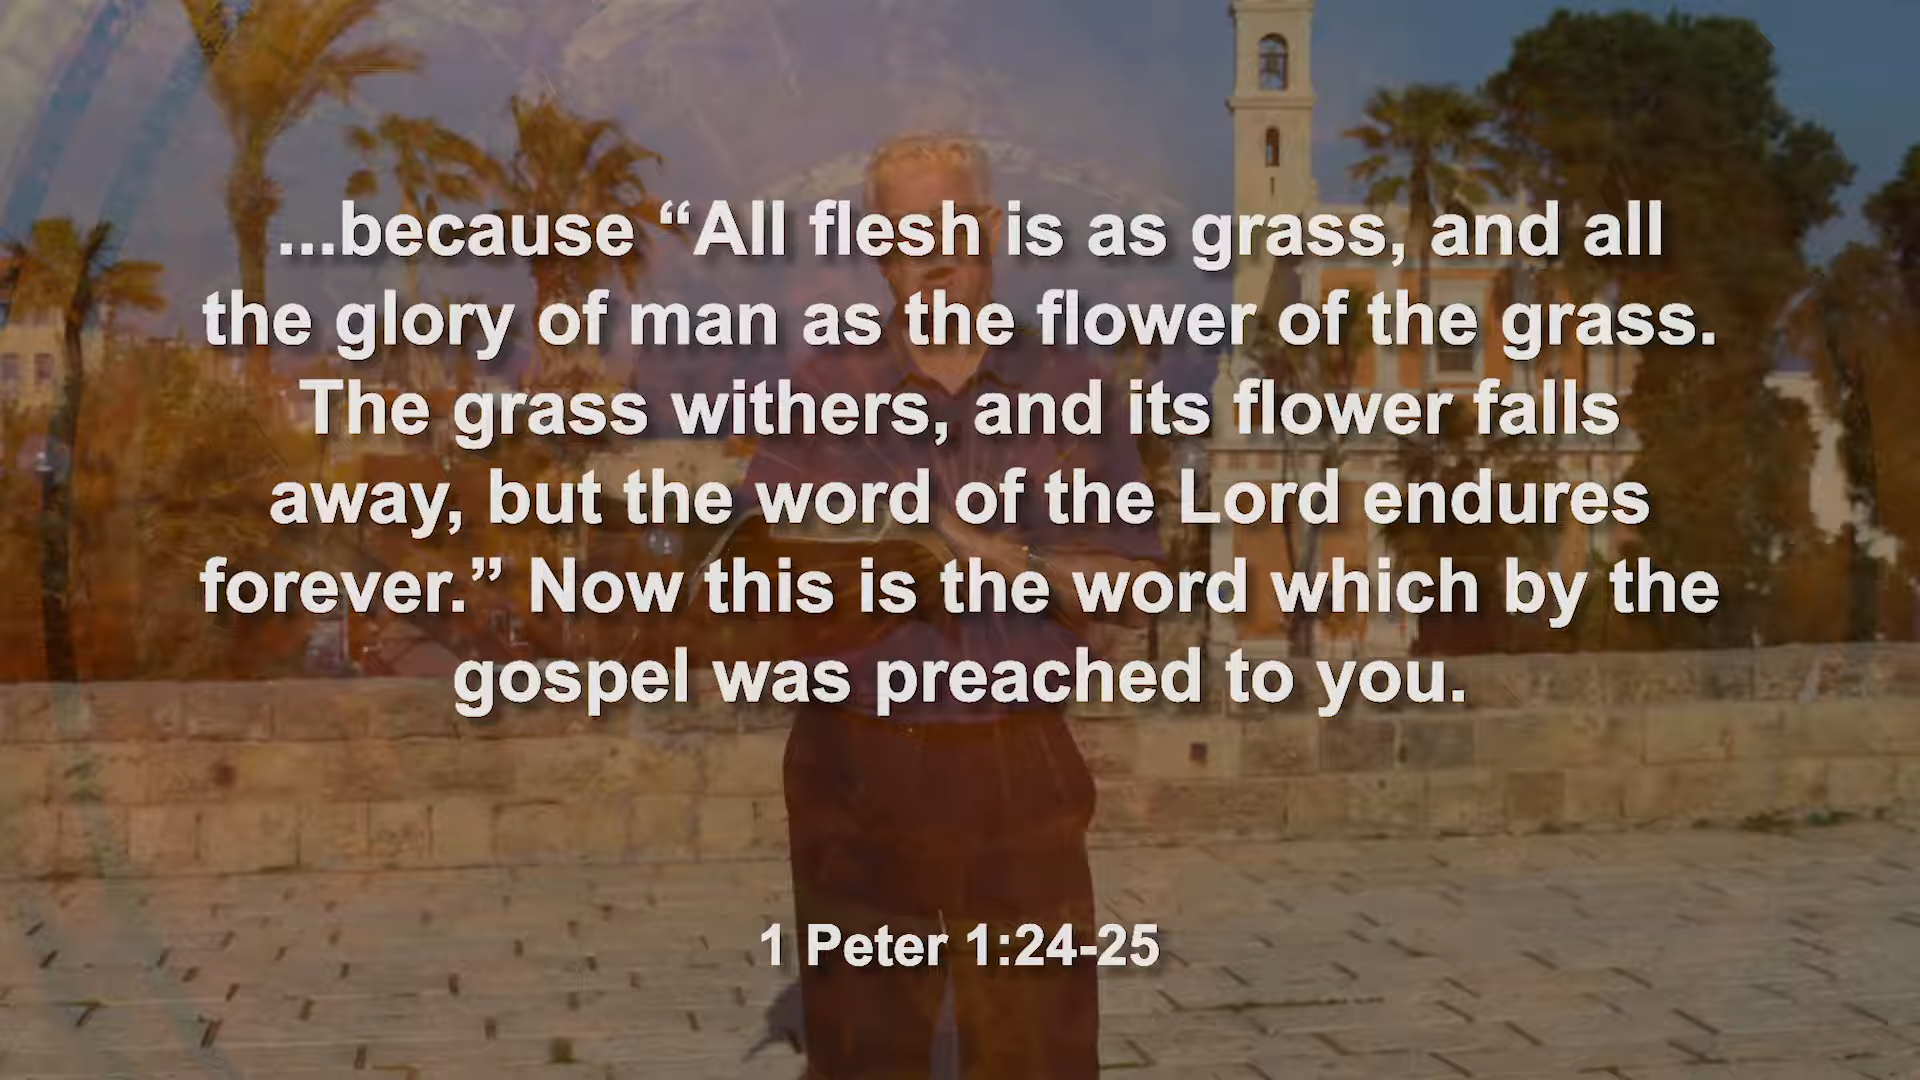 ...because “All flesh is as grass, and all
the glory of man as the flower of the grass.
The grass withers, and its flower falls
away, but the word of the Lord endures
forever.” Now this is the word which by the
gospel was preached to you.
1 Peter 1:24-25